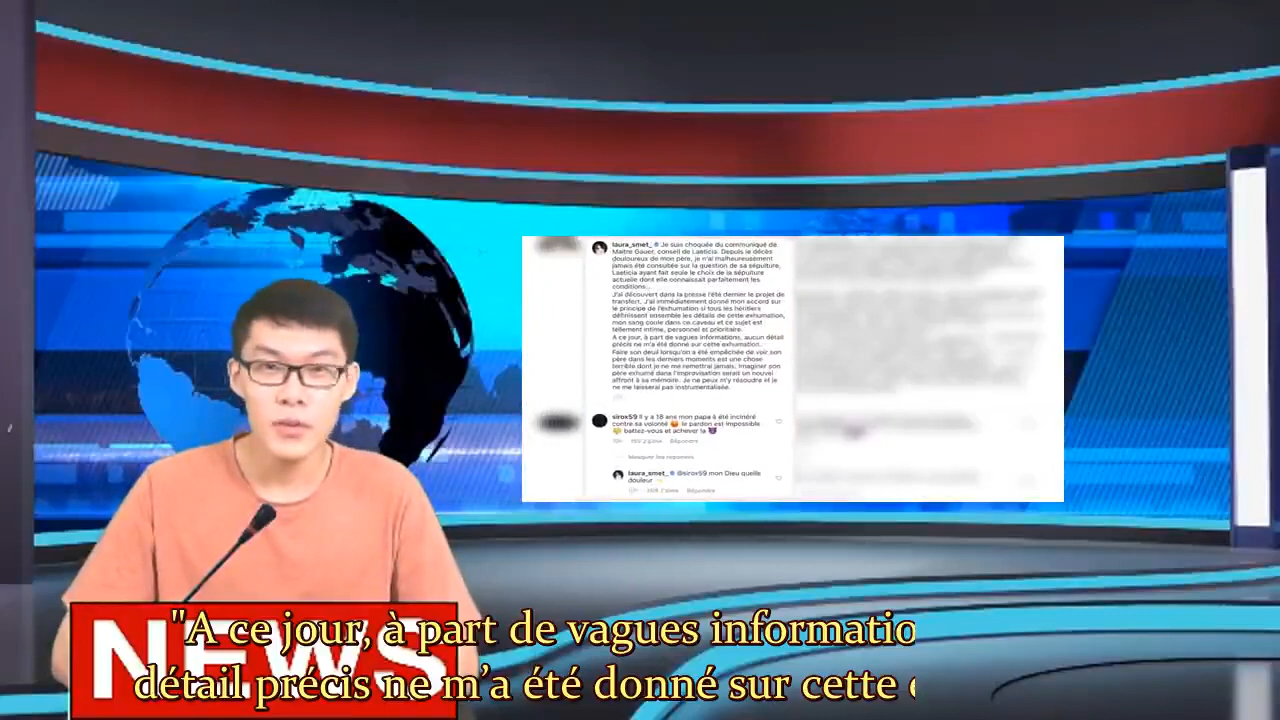 laura_smet_ Je suis choquée du communiqué de
Maitre Gauer, conseil de Laeticia. Depuis le décès
douloureux de mon père, je n'ai malheureusement
jamais été consultée sur la question de sa sépulture,
Laeticia ayant fait seule le choix de la sépulture
actuelle dont elle connaissait parfaitement les
conditions...
J'ai découvert dans la presse l'été dernier le projet de
transfert. J'ai immédiatement donné mon accord sur
le principe de l'exhumation si tous les héritiers
définissent ensemble les détails de cette exhumation,
mon sang coule dans ce caveau et ce sujet est
tellement intime, personnel et prioritaire.
A ce jour, à part de vagues informations, aucun détail
précis ne m'a été donné sur cette exhumation.
Faire son deuil lorsqu'on a été empêchée de voir son
père dans les derniers moments est une chose
terrible dont je ne me remettrai jamais. Imaginer son
père exhumé dans l'improvisation serait un nouvel
affront à sa mémoire. Je ne peux m'y résoudre et je
ne me laisserai pas instrumentalisée.
sirox59 Il y a 18 ans mon papa à été incinéré
contre sa volonté 😡 le pardon est impossible
battez-vous et achever la 😈
J'aime Répondre
Masquer les réponses
laura_smet_ @sirox59 mon Dieu quelle
douleur
J'aime Répondre
NEWS
"A ce jour, à part de vagues informatio
détail précis ne m’a été donné sur cette